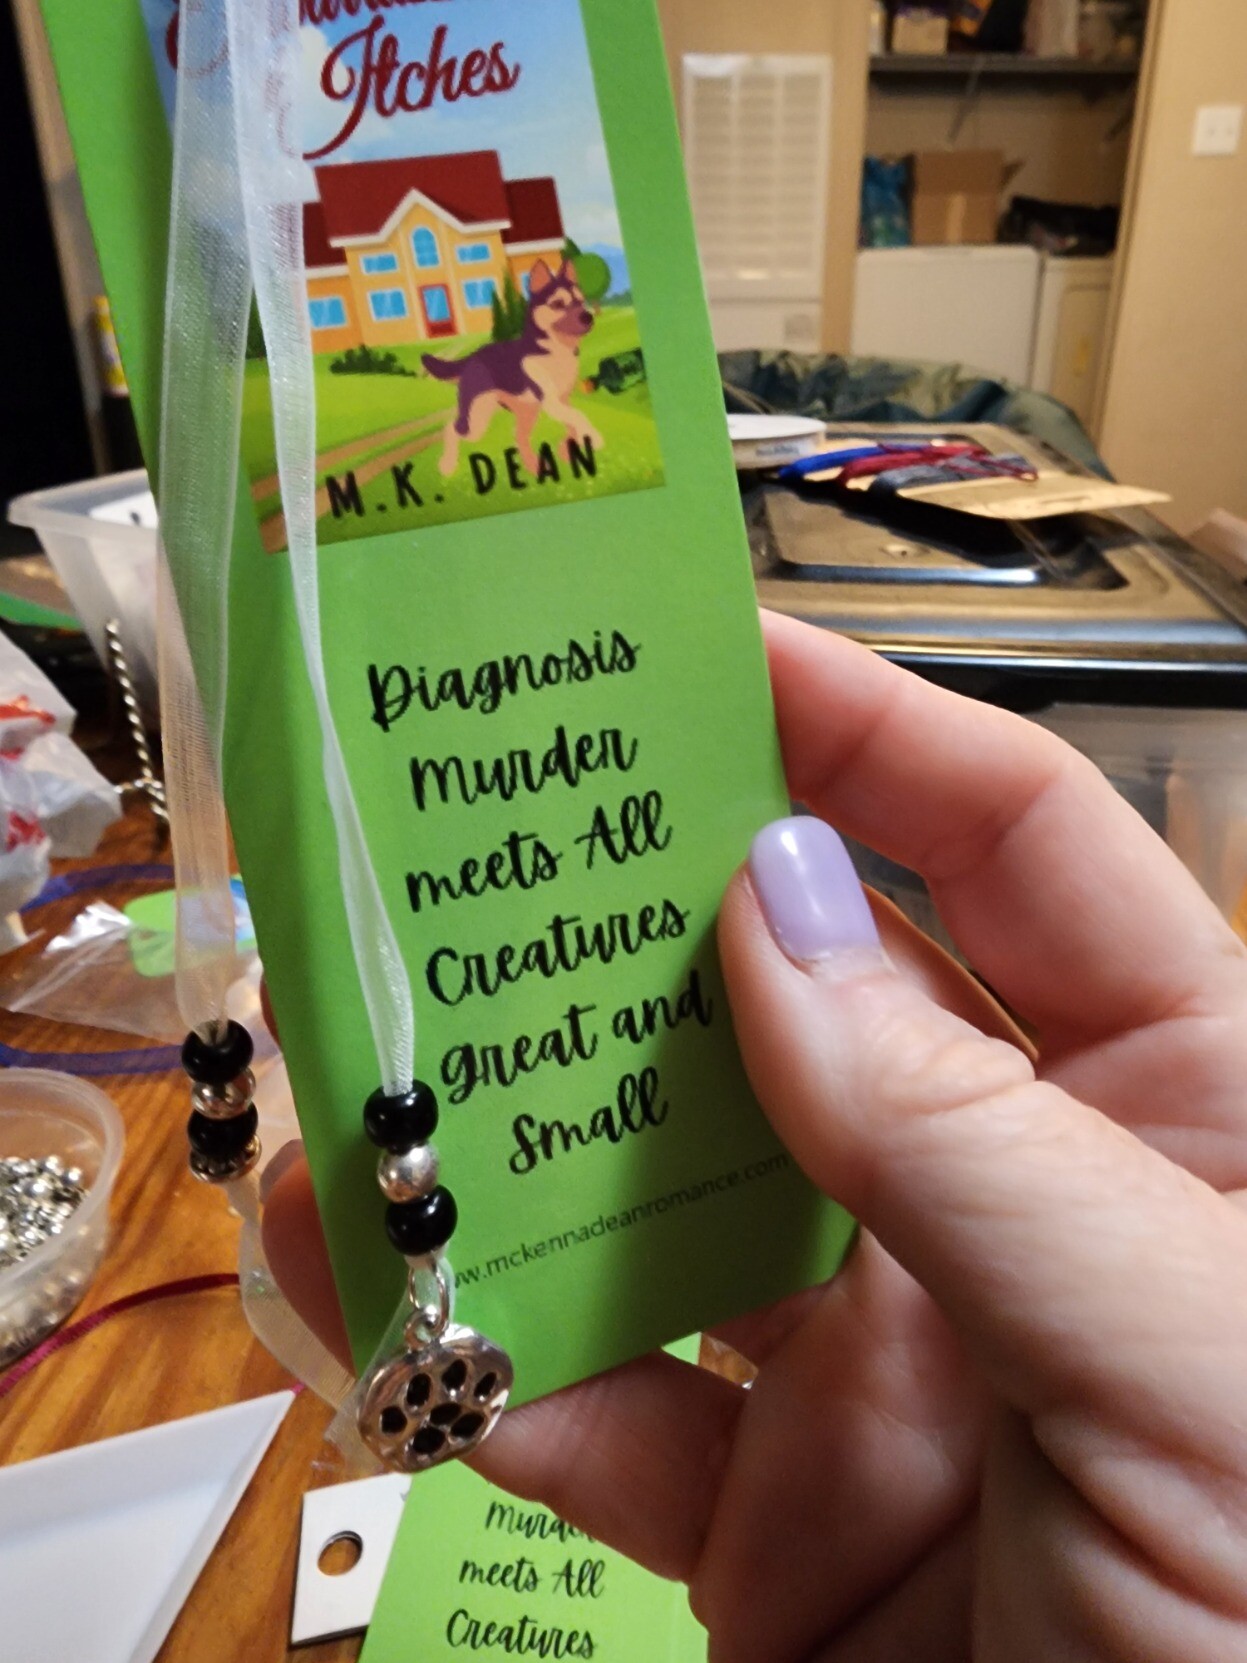 Itches
M.K. DEAN
Diagnosis
Murder
meets All
Creatures
great and
Small
www.mckennadeanromance.com
meets All
Creatures